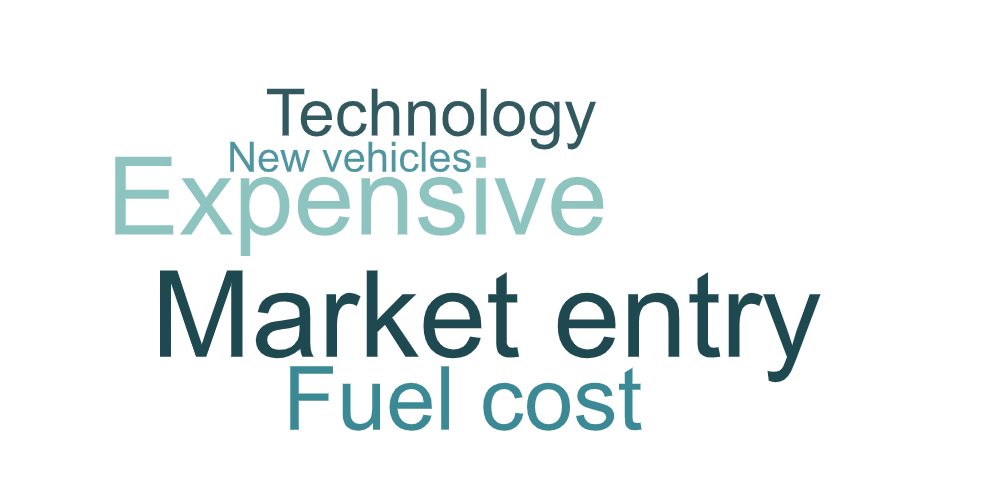 Technology
New vehicles
Expensive
Market entry
Fuel cost